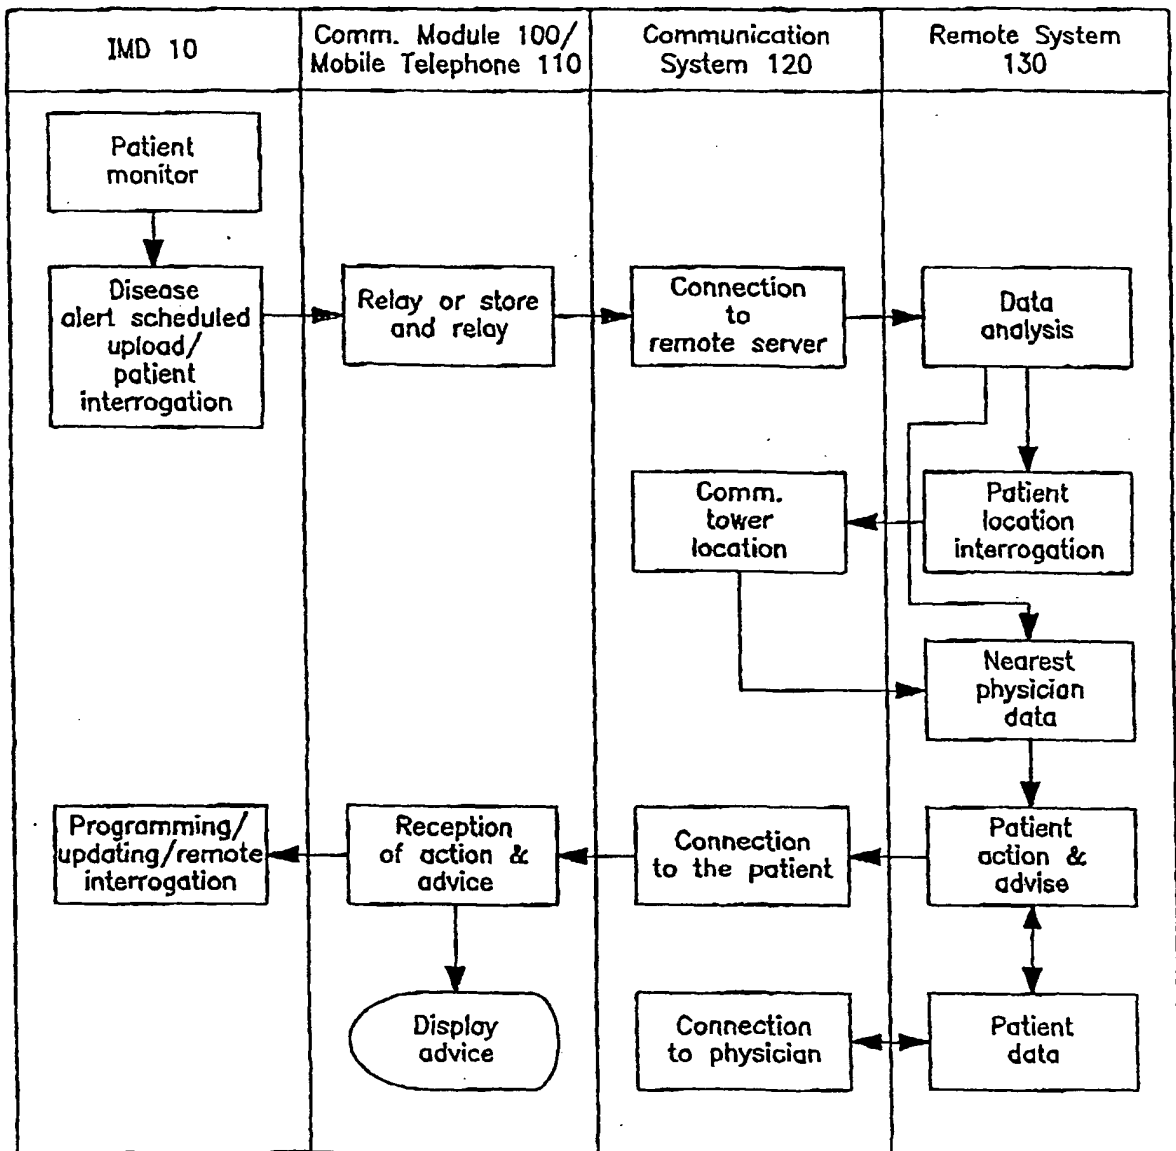 IMD 10
Comm. Module 100/
Mobile Telephone 110
Communication
System 120
Remote System
130
Patient
monitor
Disease
alert scheduled
upload/
patient
interrogation
Relay or store
and relay
Connection
to
remote server
Data
analysis
Comm.
tower
location
Patient
location
interrogation
Nearest
physician
data
Programming/
updating/remote
interrogation
Reception
of action &
advice
Connection
to the patient
Patient
action &
advise
Display
advice
Connection
to physician
Patient
data